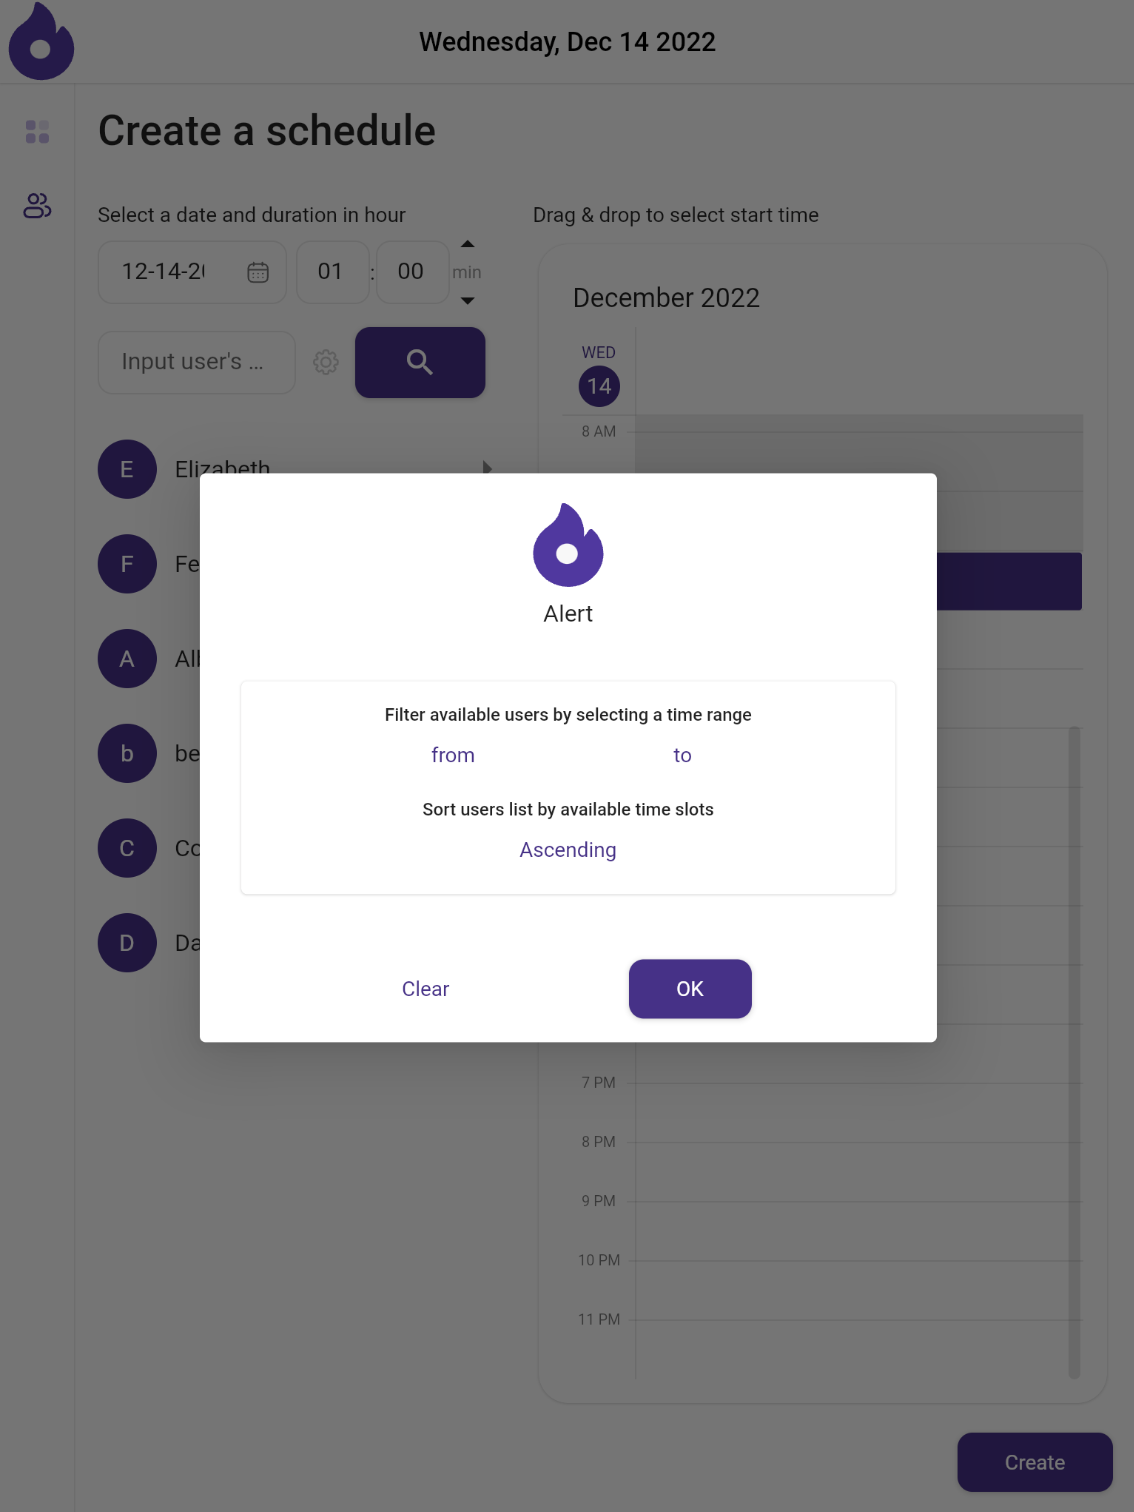 Wednesday, Dec 14 2022
Create a schedule
Select a date and duration in hour
12-14-20
01 : 00 min
Input user's ...
E Elizabeth
F Fe
A Alb
b be
C Co
D Da
Drag & drop to select start time
December 2022
WED
14
8 AM
7 PM
8 PM
9 PM
10 PM
11 PM
Alert
Filter available users by selecting a time range
from to
Sort users list by available time slots
Ascending
Clear OK
Create